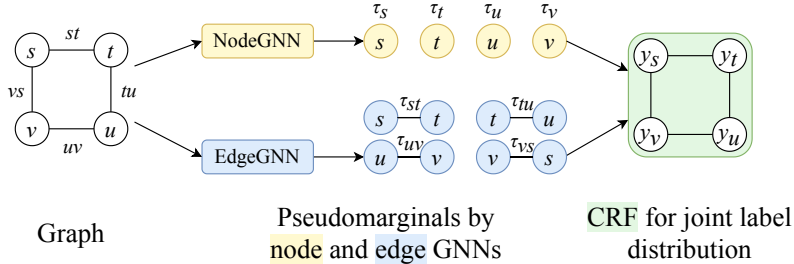 st
s
t
vs
tu
v
u
uv
NodeGNN
EdgeGNN
τs τt τu τv
s t u v
τst τtu
s t t u
τuv τvs
u v v s
ys yt
yv yu
Graph
Pseudomarginals by
node and edge GNNs
CRF for joint label
distribution